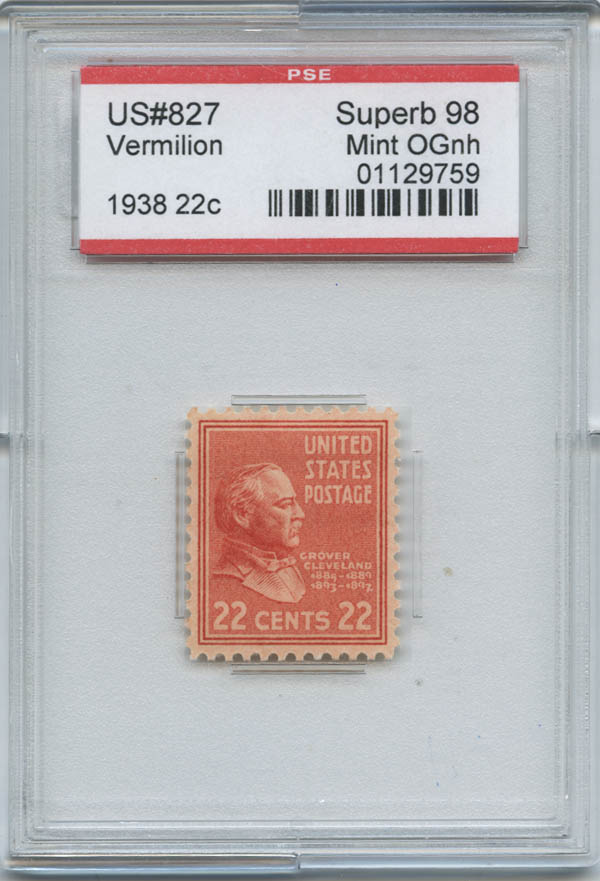 PSE
US#827 Superb 98
Vermilion Mint OGnh
01129759
1938 22c
UNITED
STATES
POSTAGE
GROVER
CLEVELAND
1885-1889
1893-1897
22 CENTS 22